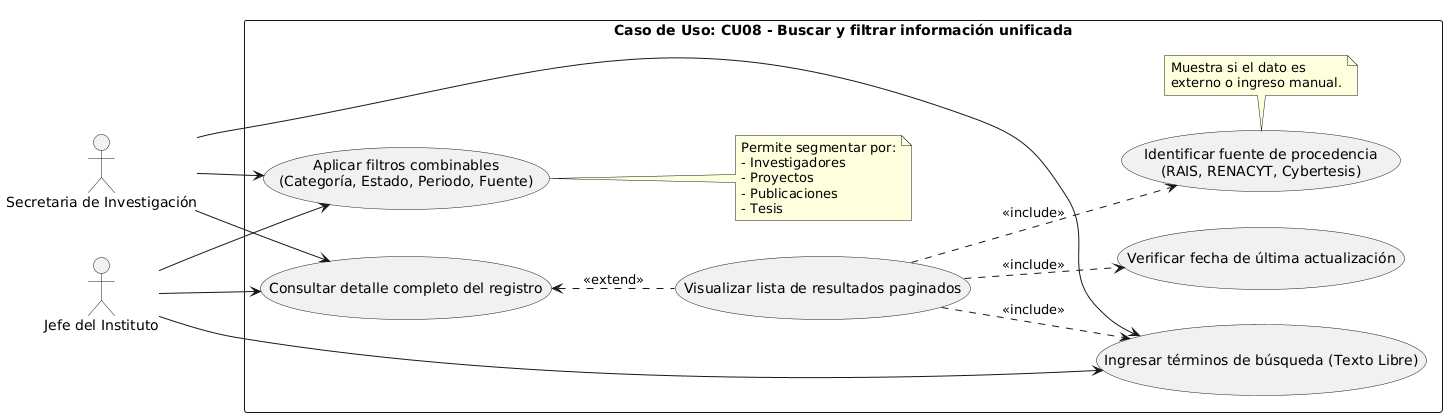 Caso de Uso: CU08 - Buscar y filtrar información unificada
Muestra si el dato es
externo o ingreso manual.
Secretaria de Investigación
Aplicar filtros combinables
(Categoría, Estado, Periodo, Fuente)
Permite segmentar por:
- Investigadores
- Proyectos
- Publicaciones
- Tesis
Identificar fuente de procedencia
(RAIS, RENACYT, Cybertesis)
«include»
Jefe del Instituto
Consultar detalle completo del registro
«extend»
Visualizar lista de resultados paginados
«include»
Verificar fecha de última actualización
«include»
Ingresar términos de búsqueda (Texto Libre)